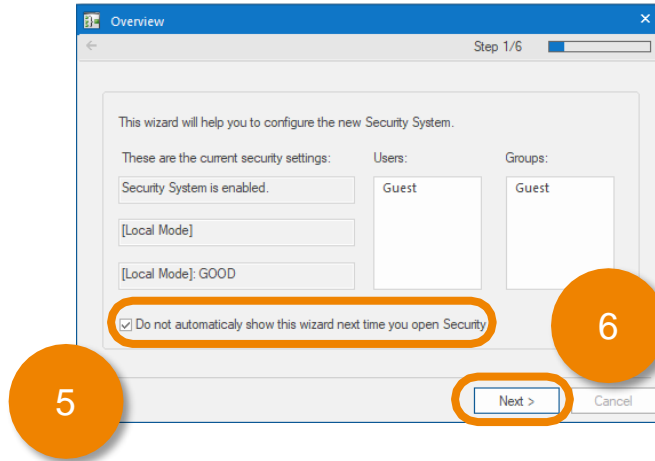 Overview
Step 1/6
This wizard will help you to configure the new Security System.
These are the current security settings:
Users:
Groups:
Security System is enabled.
Guest
Guest
[Local Mode]
[Local Mode]: GOOD
Do not automaticaly show this wizard next time you open Security
6
5
Next >
Cancel